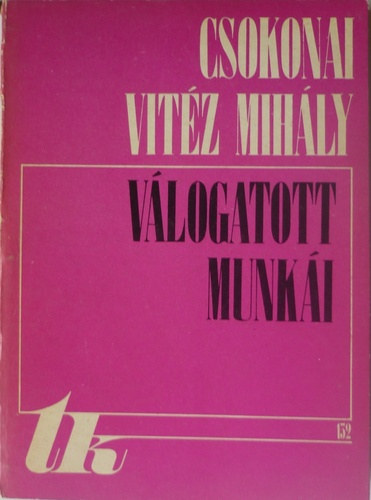 CSOKONAI
VITÉZ MIHÁLY
VÁLOGATOTT
MUNKÁI
tk
152